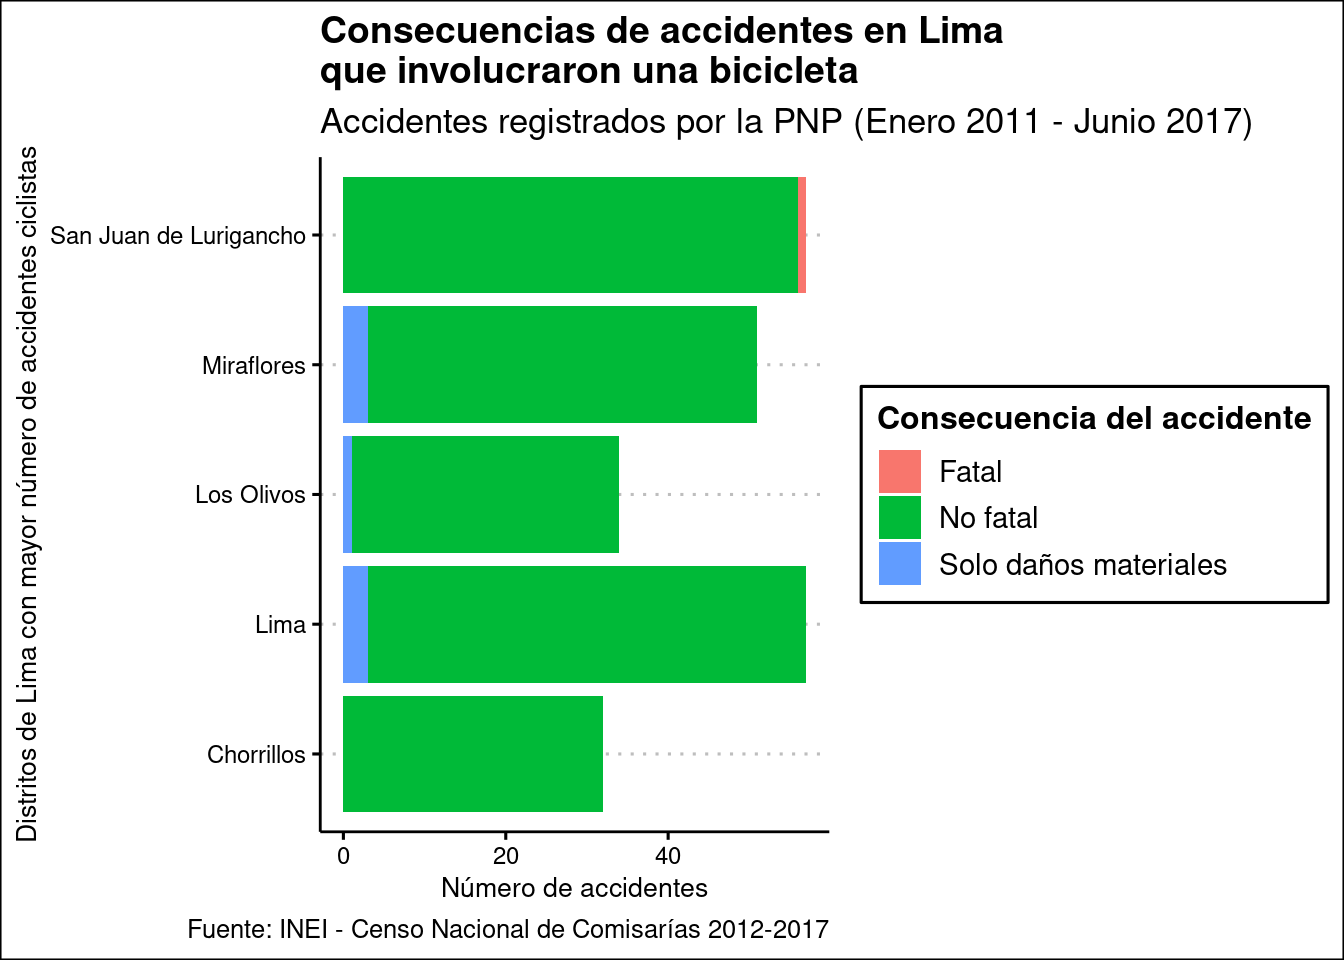 Consecuencias de accidentes en Lima
que involucraron una bicicleta
Accidentes registrados por la PNP (Enero 2011 - Junio 2017)
Distritos de Lima con mayor número de accidentes ciclistas
San Juan de Lurigancho
Miraflores
Los Olivos
Lima
Chorrillos
0
20
40
Número de accidentes
Consecuencia del accidente
Fatal
No fatal
Solo daños materiales
Fuente: INEI - Censo Nacional de Comisarías 2012-2017